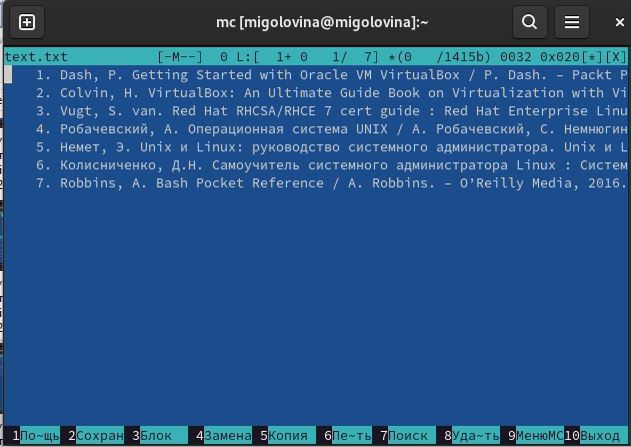 mc [migolovina@migolovina]:~
text.txt [-M--] 0 L:[ 1+ 0 1/ 7] *(0 /1415b) 0032 0x020[*][X]
1. Dash, P. Getting Started with Oracle VM VirtualBox / P. Dash. – Packt P
2. Colvin, H. VirtualBox: An Ultimate Guide Book on Virtualization with Vi
3. Vugt, S. van. Red Hat RHCSA/RHCE 7 cert guide : Red Hat Enterprise Linu
4. Робачевский, А. Операционная система UNIX / А. Робачевский, С. Немнюгин
5. Немет, Э. Unix и Linux: руководство системного администратора. Unix и L
6. Колисниченко, Д.Н. Самоучитель системного администратора Linux : Систем
7. Robbins, A. Bash Pocket Reference / A. Robbins. – O’Reilly Media, 2016.
1По~щь 2Сохран 3Блок 4Замена 5Копия 6Пе~ть 7Поиск 8Уда~ть 9МенюMC 10Выход